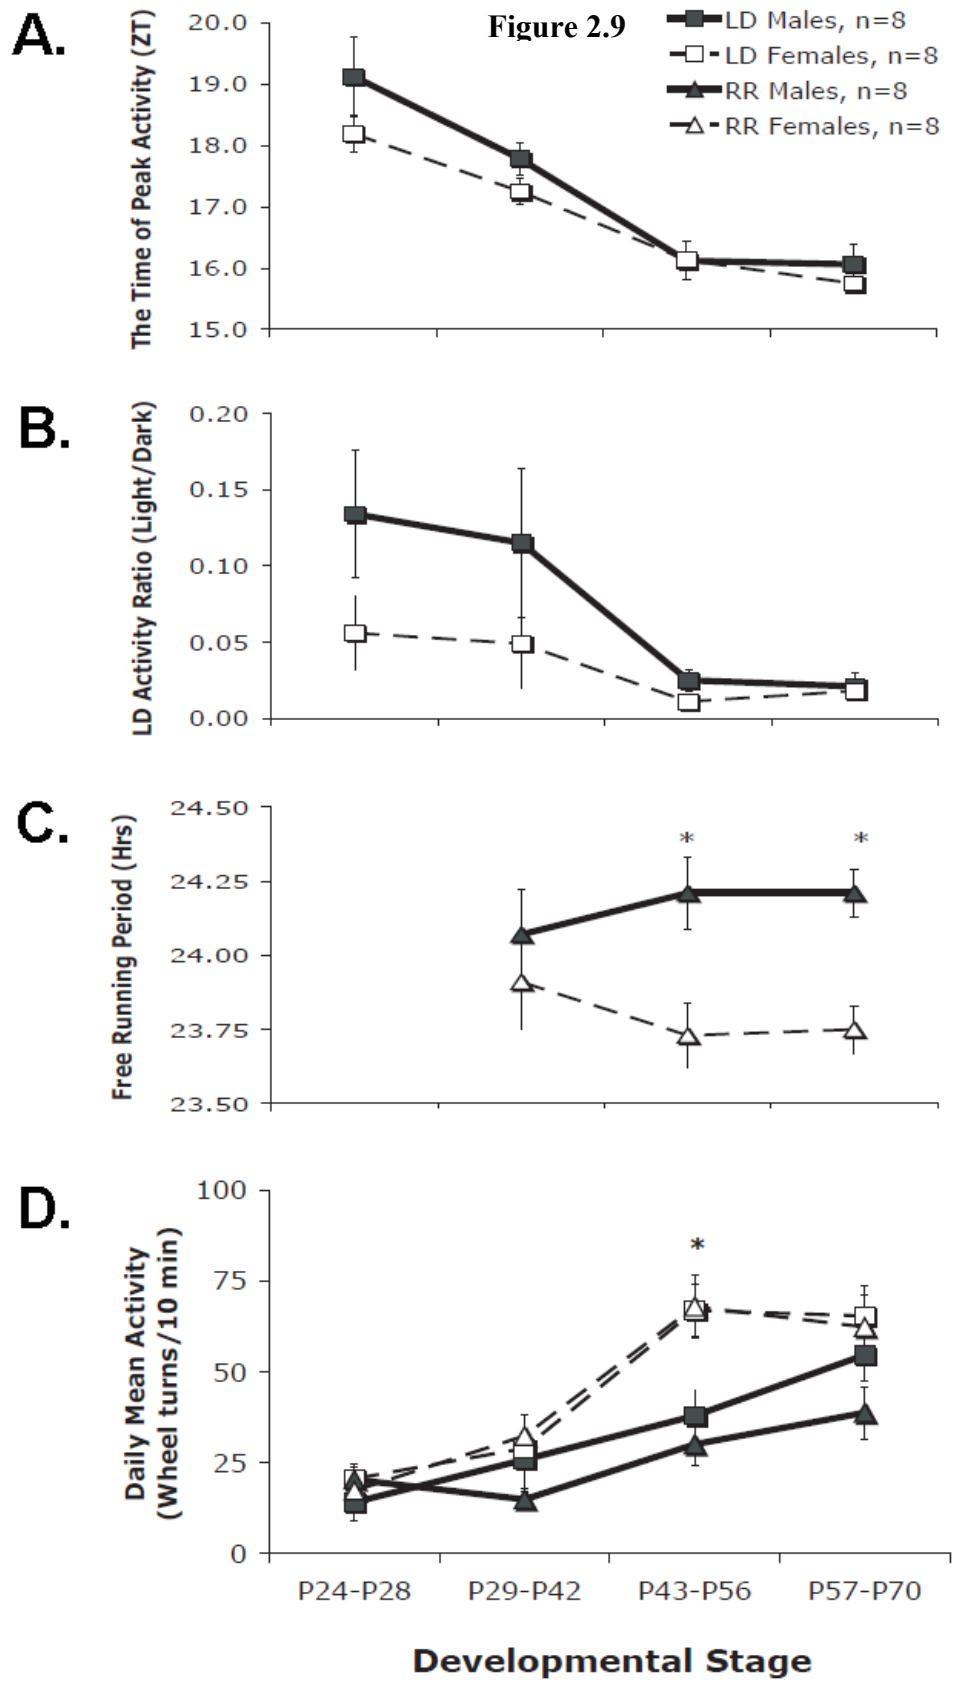 A.
Figure 2.9
LD Males, n=8
LD Females, n=8
RR Males, n=8
RR Females, n=8
The Time of Peak Activity (ZT)
20.0
19.0
18.0
17.0
16.0
15.0
B.
LD Activity Ratio (Light/Dark)
0.20
0.15
0.10
0.05
0.00
C.
Free Running Period (Hrs)
24.50
24.25
24.00
23.75
23.50
* *
D.
Daily Mean Activity
(Wheel turns/10 min)
100
75
50
25
0
*
P24-P28 P29-P42 P43-P56 P57-P70
Developmental Stage